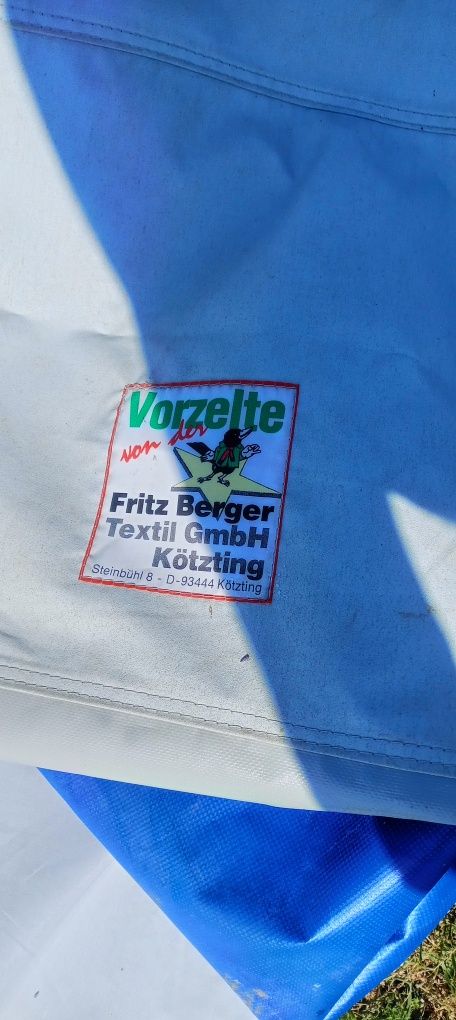 Vorzelte
von der
Fritz Berger
Textil GmbH
Kötzting
Steinbühl 8 - D-93444 Kötzting